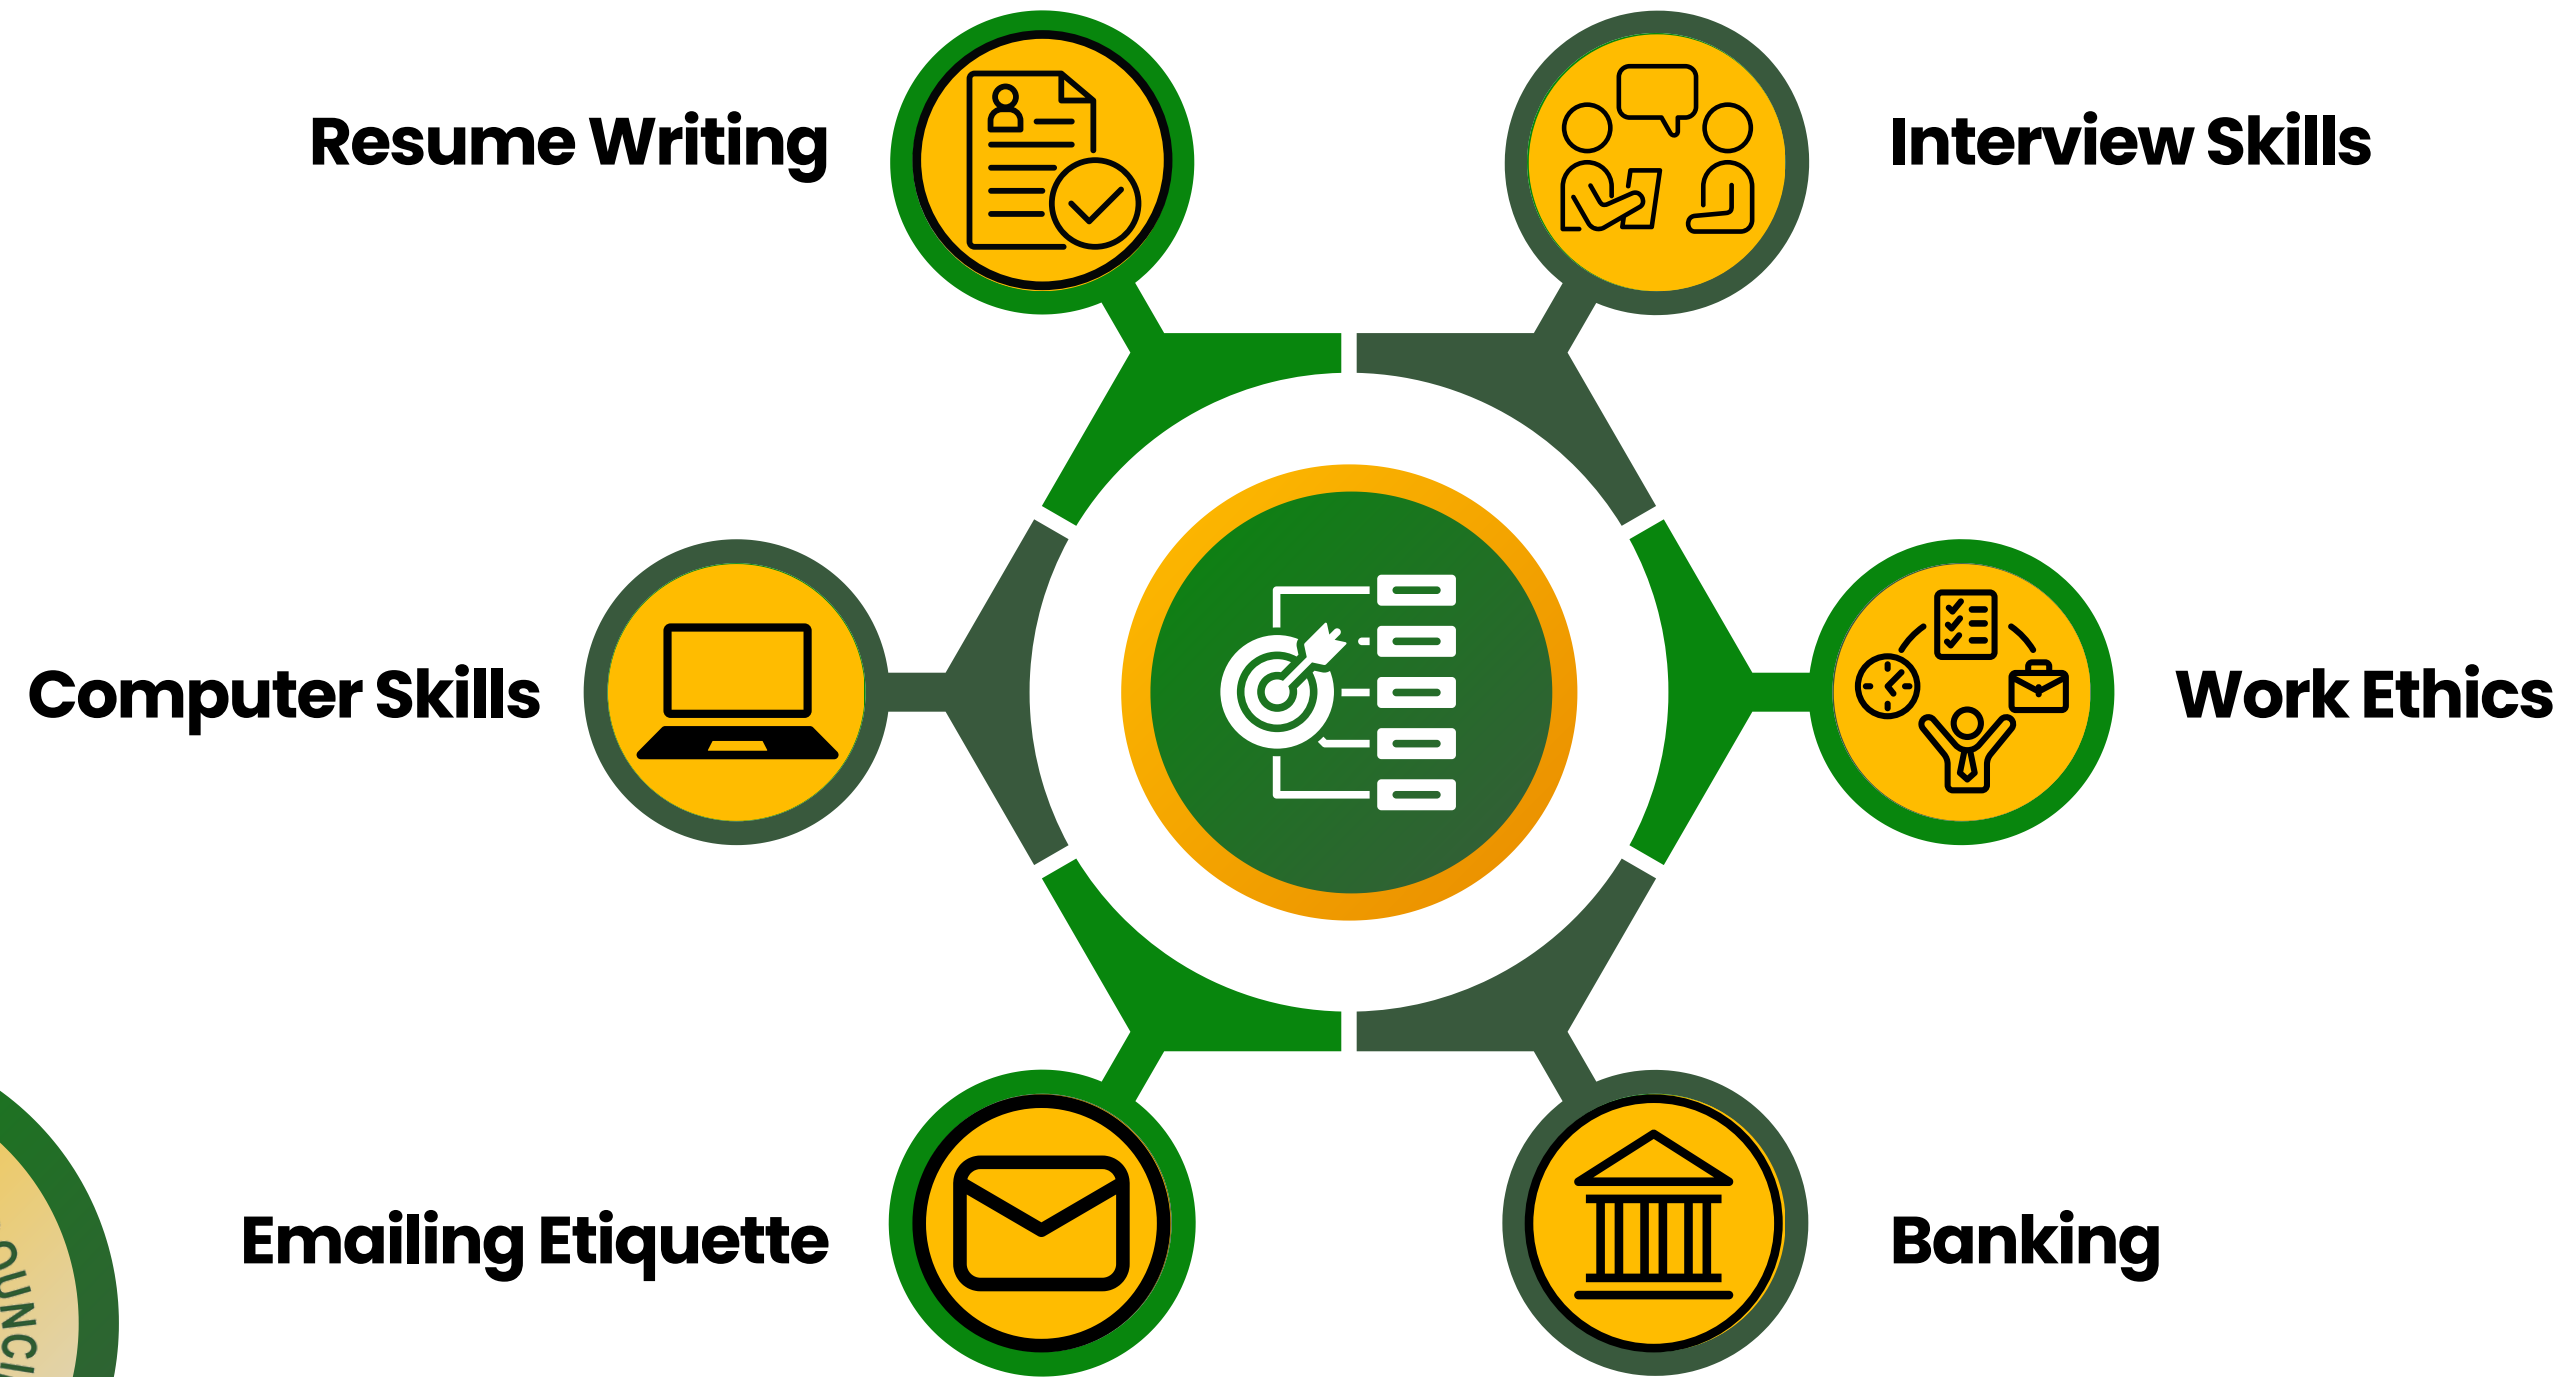 Resume Writing
Interview Skills
Computer Skills
Work Ethics
Emailing Etiquette
Banking